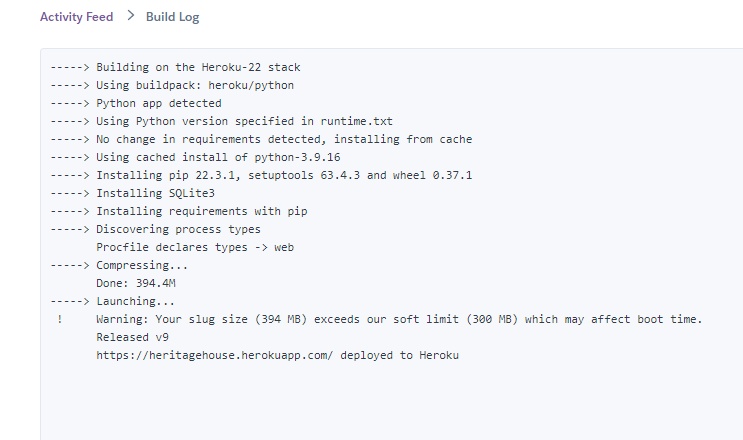 Activity Feed > Build Log
-----> Building on the Heroku-22 stack
-----> Using buildpack: heroku/python
-----> Python app detected
-----> Using Python version specified in runtime.txt
-----> No change in requirements detected, installing from cache
-----> Using cached install of python-3.9.16
-----> Installing pip 22.3.1, setuptools 63.4.3 and wheel 0.37.1
-----> Installing SQLite3
-----> Installing requirements with pip
-----> Discovering process types
Procfile declares types -> web
-----> Compressing...
Done: 394.4M
-----> Launching...
! Warning: Your slug size (394 MB) exceeds our soft limit (300 MB) which may affect boot time.
Released v9
https://heritagehouse.herokuapp.com/ deployed to Heroku